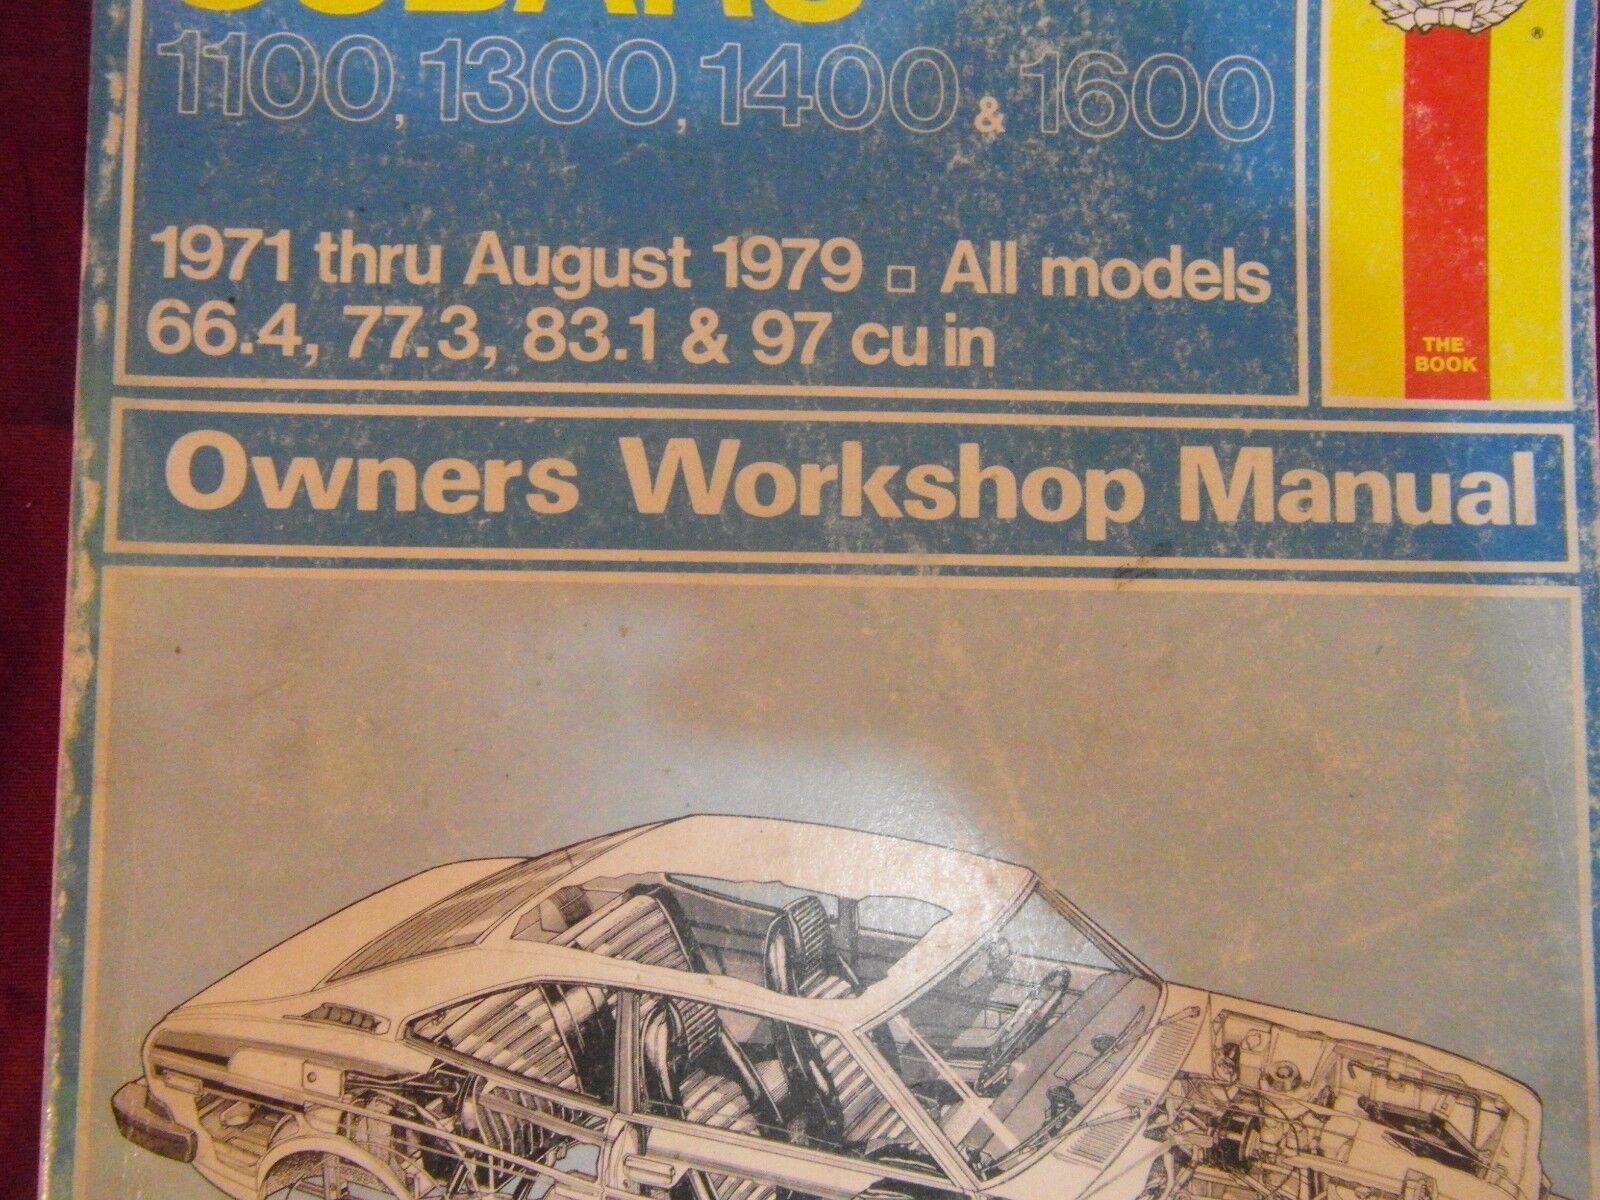 SUBARU
1100, 1300, 1400 & 1600
®
1971 thru August 1979 □ All models
66.4, 77.3, 83.1 & 97 cu in
THE
BOOK
Owners Workshop Manual